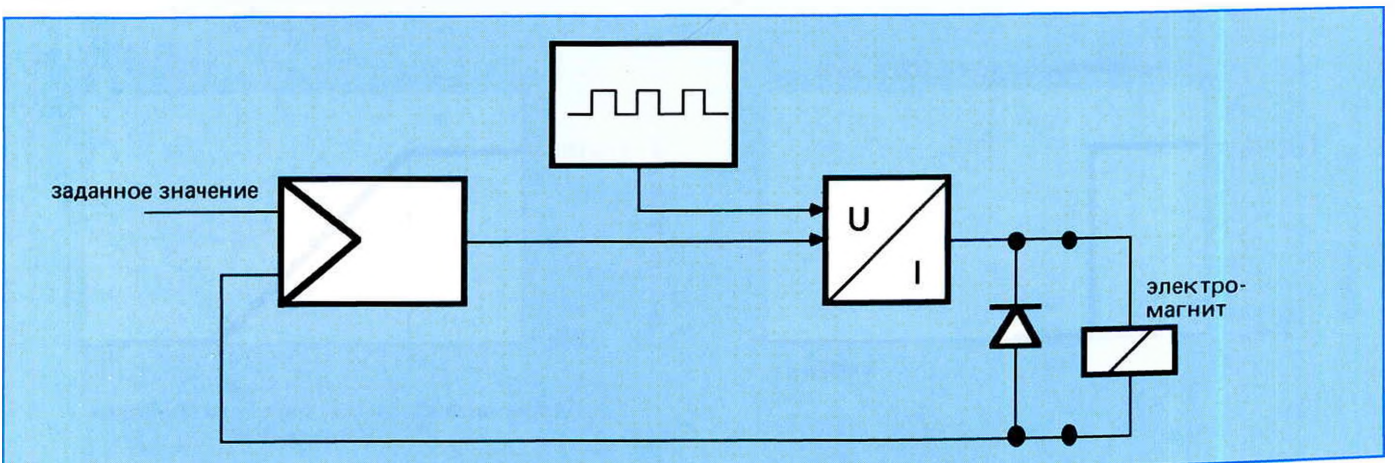 заданное значение
U
I
электро-
магнит